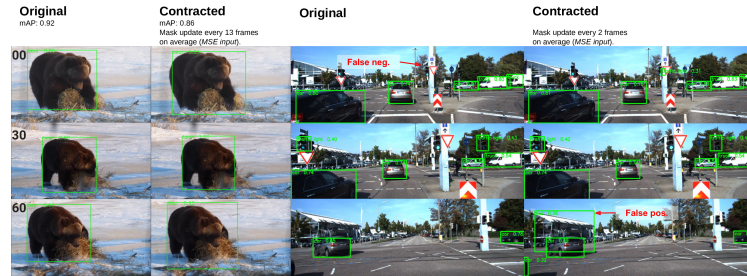 Original
mAP: 0.92
Contracted
mAP: 0.86
Mask update every 13 frames
on average (MSE input).
Original
Contracted
Mask update every 2 frames
on average (MSE input).
00
False neg.
30
60
False pos.